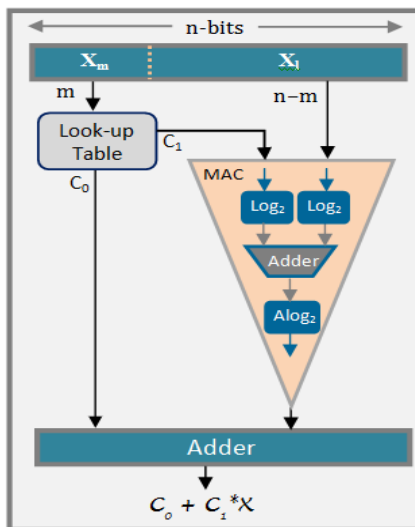 n-bits
Xₘ Xₗ
m n−m
Look-up
Table
C₁
C₀
MAC
Log₂ Log₂
Adder
Alog₂
Adder
C₀ + C₁*X